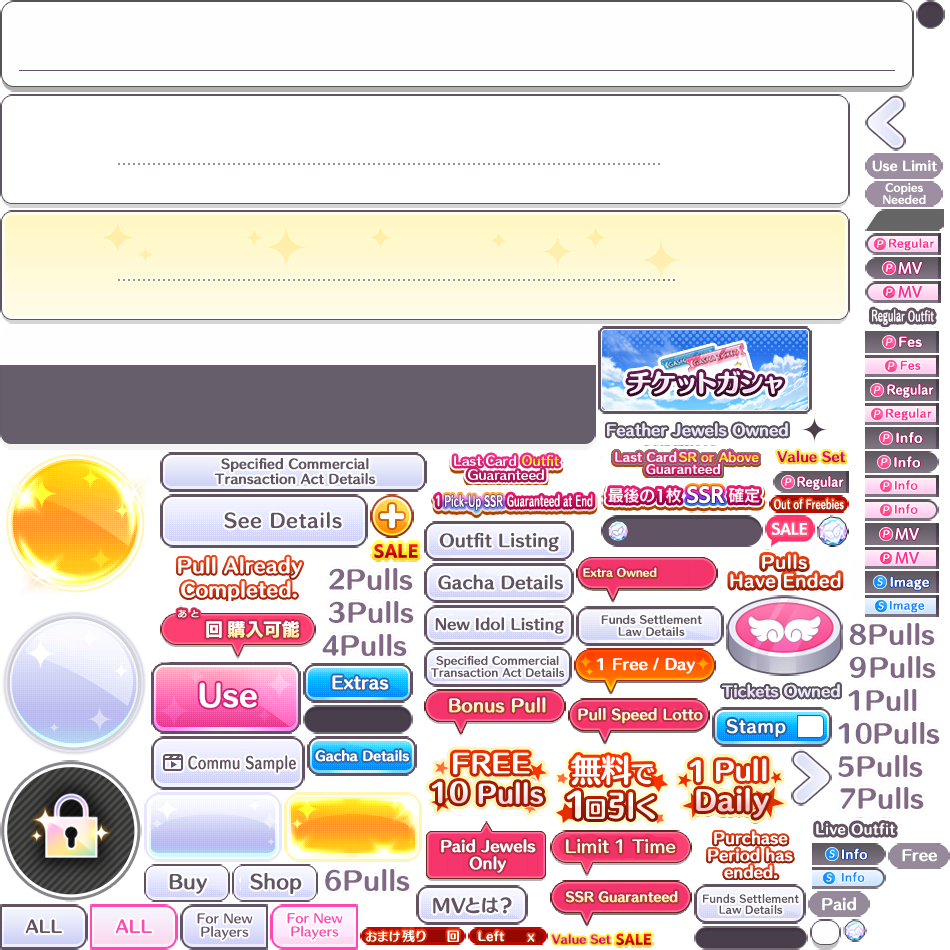 Use Limit
Copies
Needed
P Regular
P MV
P MV
Regular Outfit
P Fes
P Fes
P Regular
P Regular
P Info
P Info
P Info
P Info
P MV
P MV
S Image
S Image
チケットガシャ
Feather Jewels Owned
Specified Commercial
Transaction Act Details
Last Card Outfit
Guaranteed
Last Card SR or Above
Guaranteed
Value Set
P Regular
See Details
1 Pick-Up SSR Guaranteed at End
最後の1枚 SSR 確定
Out of Freebies
SALE
Outfit Listing
SALE
Pull Already
Completed.
2Pulls
Gacha Details
Extra Owned
Pulls
Have Ended
3Pulls
あと
回 購入可能
New Idol Listing
Funds Settlement
Law Details
4Pulls
8Pulls
Specified Commercial
Transaction Act Details
1 Free / Day
9Pulls
Use
Extras
Tickets Owned
1Pull
Bonus Pull
Pull Speed Lotto
Stamp
10Pulls
Commu Sample
Gacha Details
FREE
10 Pulls
無料で
1回引く
1 Pull
Daily
5Pulls
7Pulls
Paid Jewels
Only
Limit 1 Time
Purchase
Period has
ended.
Live Outfit
S Info
Free
S Info
Buy
Shop
6Pulls
MVとは?
SSR Guaranteed
Funds Settlement
Law Details
Paid
ALL
ALL
For New
Players
For New
Players
おまけ残り 回
Left x
Value Set SALE